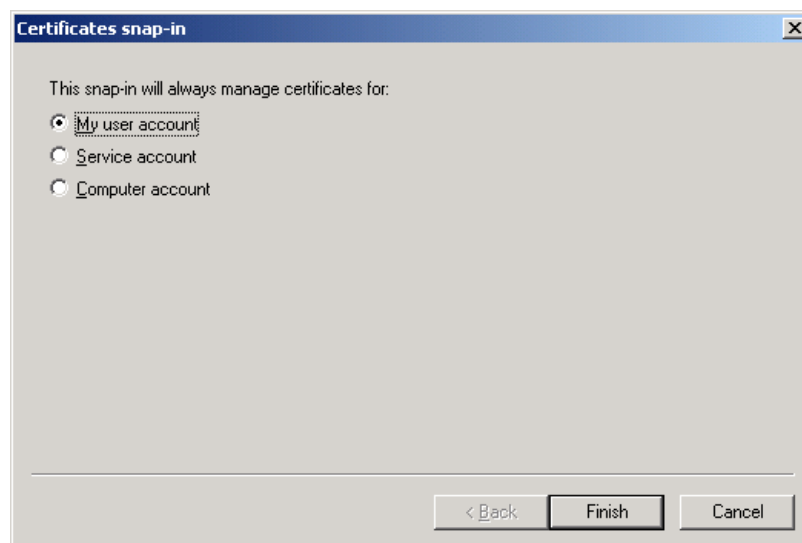 Certificates snap-in
This snap-in will always manage certificates for:
My user account
Service account
Computer account
< Back Finish Cancel